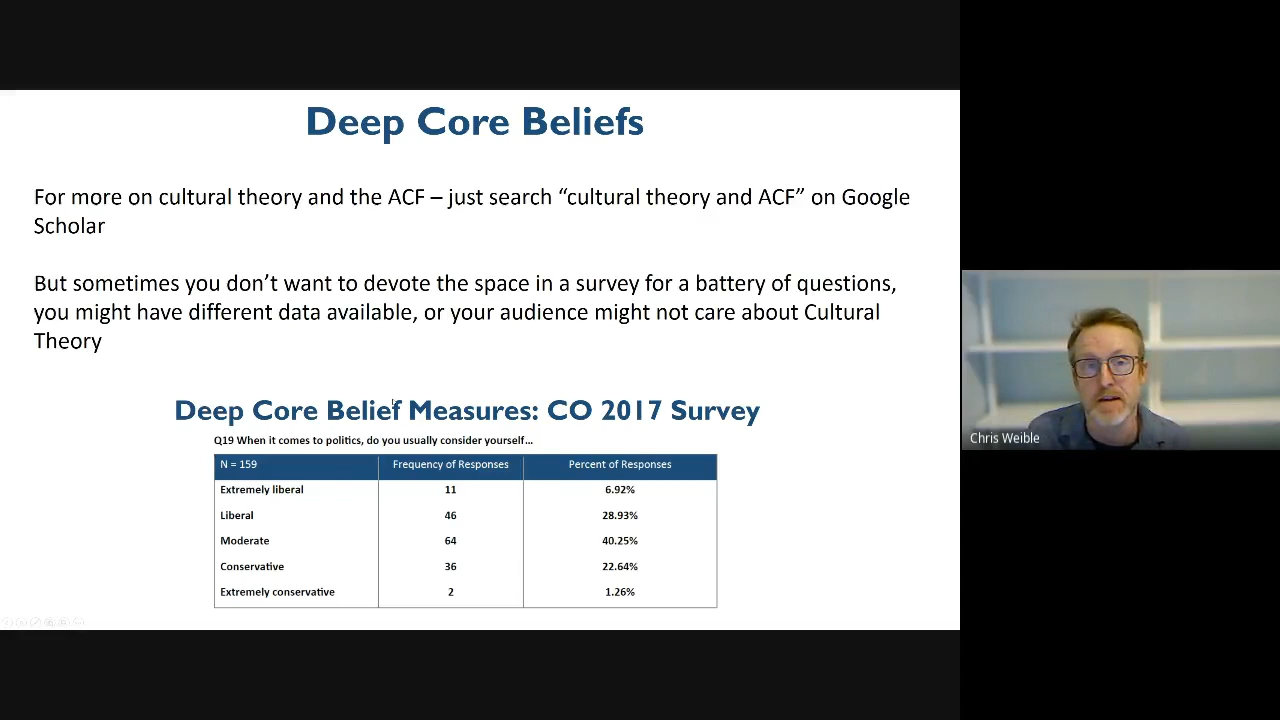 Deep Core Beliefs
For more on cultural theory and the ACF – just search “cultural theory and ACF” on Google
Scholar
But sometimes you don’t want to devote the space in a survey for a battery of questions,
you might have different data available, or your audience might not care about Cultural
Theory
Deep Core Belief Measures: CO 2017 Survey
Q19 When it comes to politics, do you usually consider yourself…
N = 159 Frequency of Responses Percent of Responses
Extremely liberal 11 6.92%
Liberal 46 28.93%
Moderate 64 40.25%
Conservative 36 22.64%
Extremely conservative 2 1.26%
Chris Weible